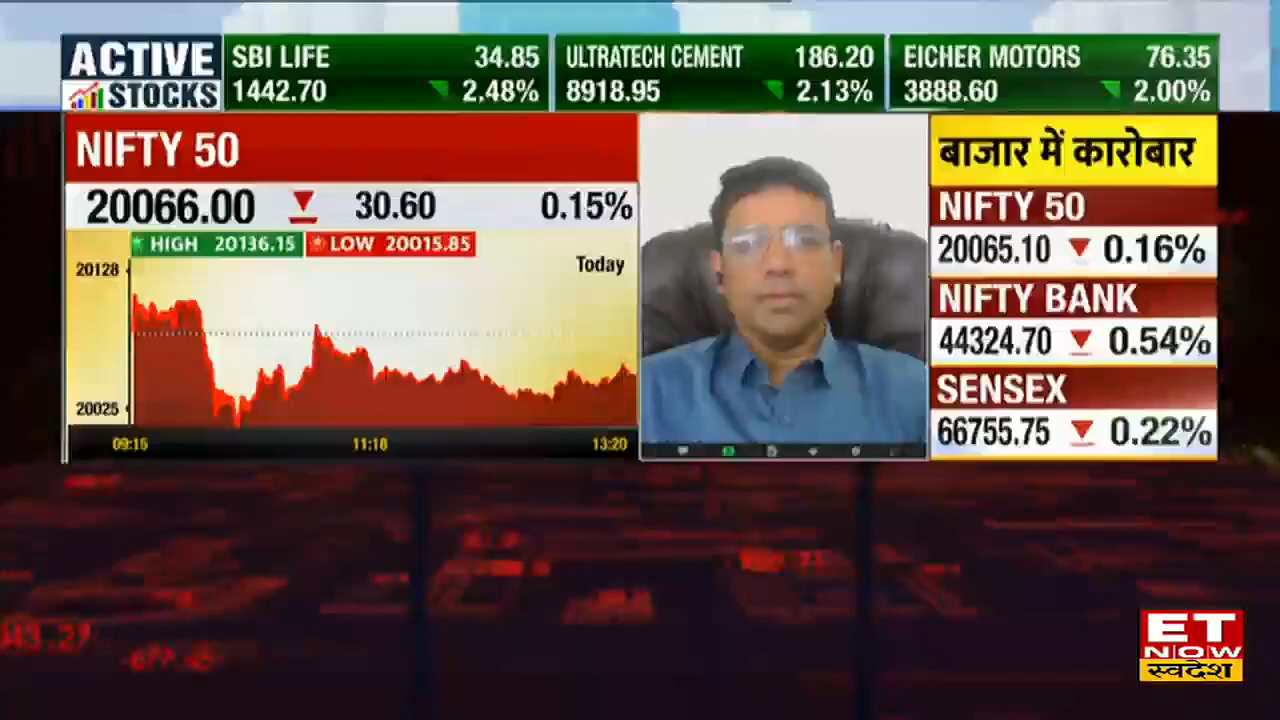 ACTIVE STOCKS
SBI LIFE 34.85
1442.70 2.48%
ULTRATECH CEMENT 186.20
8918.95 2.13%
EICHER MOTORS 76.35
3888.60 2.00%
NIFTY 50
20066.00 30.60 0.15%
HIGH 20136.15 LOW 20015.85
Today
20128
20025
09:15 11:18 13:20
बाजार में कारोबार
NIFTY 50
20065.10 0.16%
NIFTY BANK
44324.70 0.54%
SENSEX
66755.75 0.22%
ET
NOW
स्वदेश